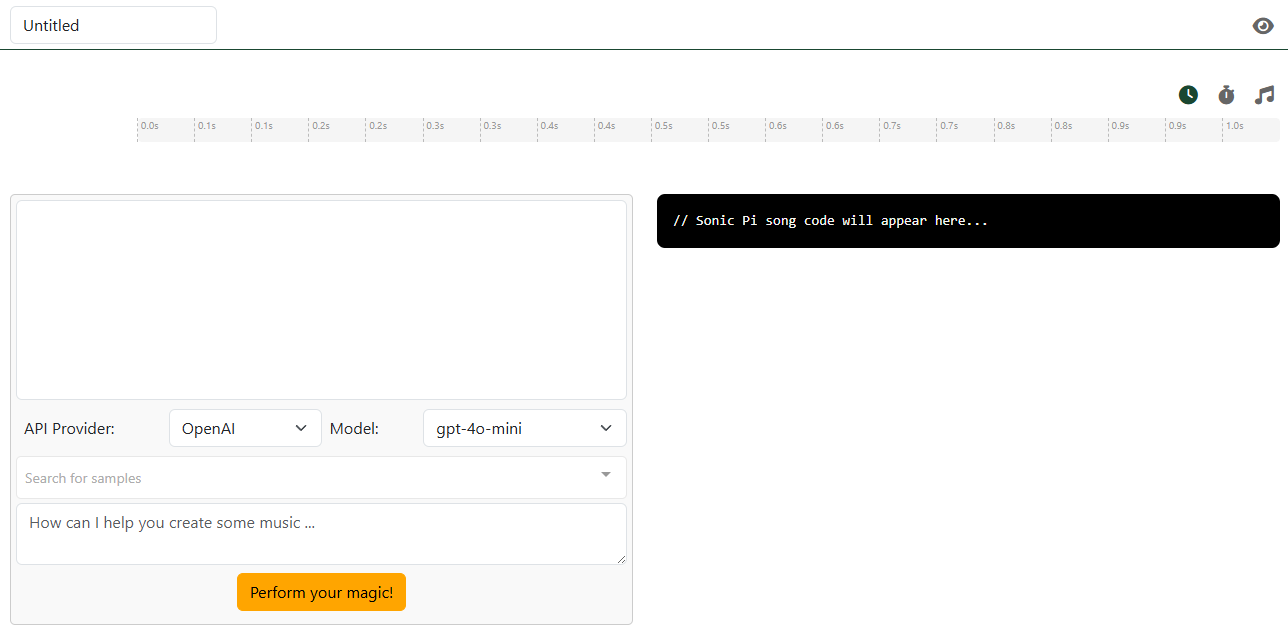 Untitled
0.0s 0.1s 0.1s 0.2s 0.2s 0.3s 0.3s 0.4s 0.4s 0.5s 0.5s 0.6s 0.6s 0.7s 0.7s 0.8s 0.8s 0.9s 0.9s 1.0s
// Sonic Pi song code will appear here...
API Provider: OpenAI Model: gpt-4o-mini
Search for samples
How can I help you create some music ...
Perform your magic!